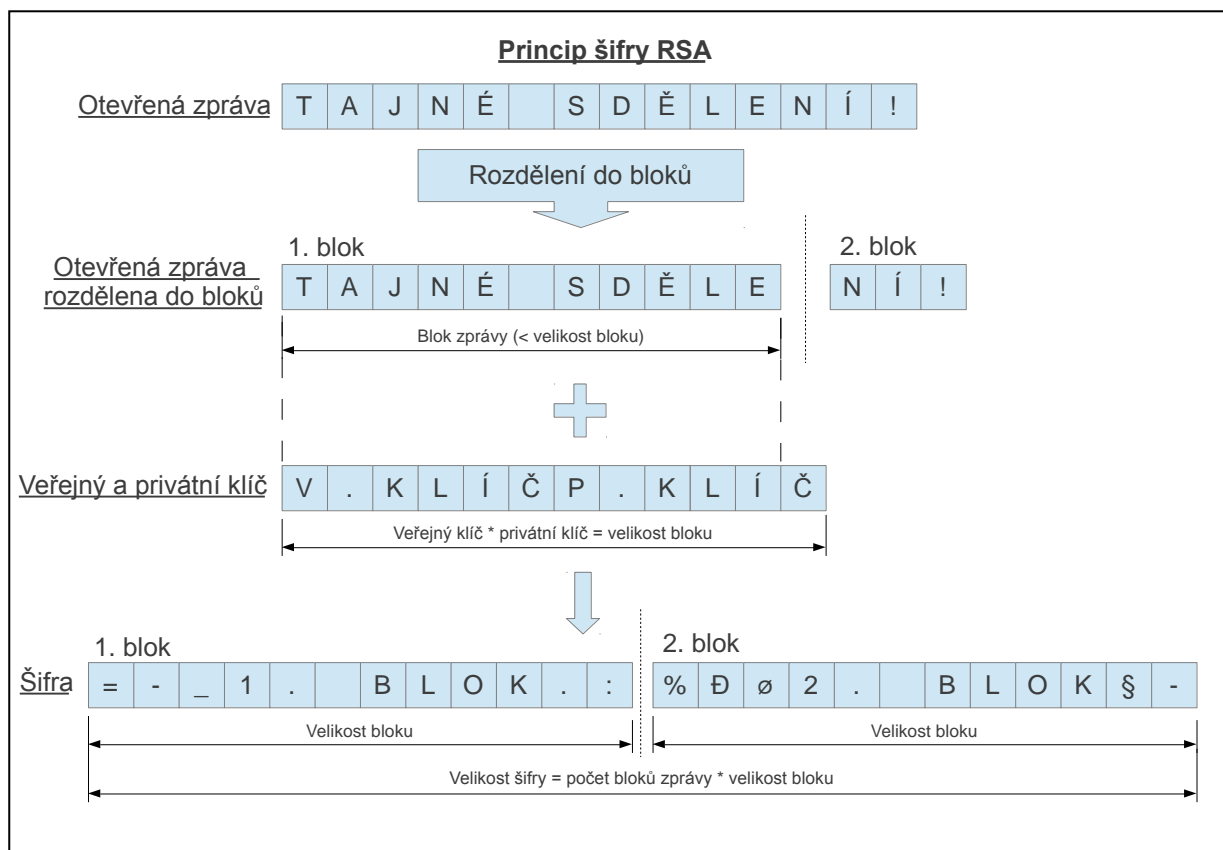 Princip šifry RSA
Otevřená zpráva T A J N É S D Ě L E N Í !
Rozdělení do bloků
1. blok 2. blok
Otevřená zpráva
rozdělena do bloků T A J N É S D Ě L E N Í !
Blok zprávy (< velikost bloku)
Veřejný a privátní klíč V . K L Í Č P . K L Í Č
Veřejný klíč * privátní klíč = velikost bloku
1. blok 2. blok
Šifra = - _ 1 . B L O K . : % Đ ø 2 . B L O K § -
Velikost bloku Velikost bloku
Velikost šifry = počet bloků zprávy * velikost bloku